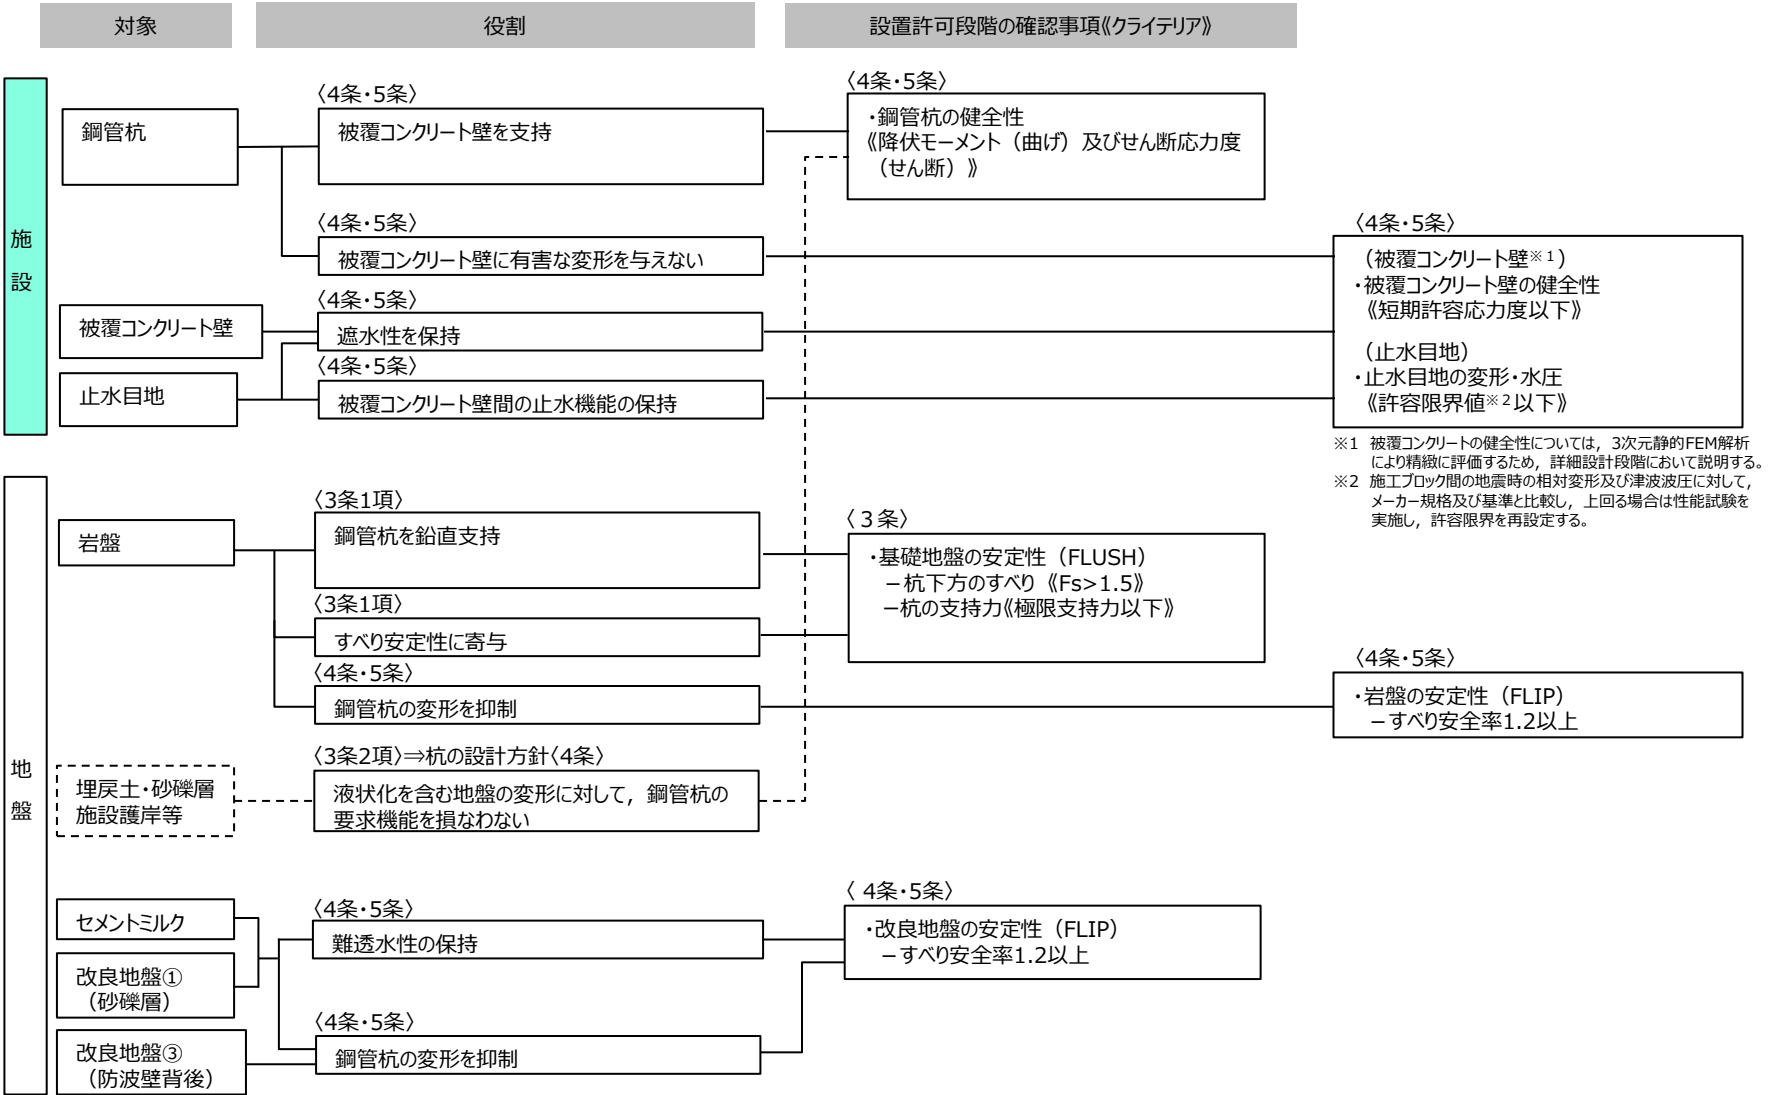 対象
役割
設置許可段階の確認事項《クライテリア》
施
設
鋼管杭
〈4条・5条〉
被覆コンクリート壁を支持
〈4条・5条〉
・鋼管杭の健全性
《降伏モーメント（曲げ）及びせん断応力度
（せん断）》
〈4条・5条〉
被覆コンクリート壁に有害な変形を与えない
被覆コンクリート壁
〈4条・5条〉
遮水性を保持
止水目地
〈4条・5条〉
被覆コンクリート壁間の止水機能の保持
〈4条・5条〉
（被覆コンクリート壁※1）
・被覆コンクリート壁の健全性
《短期許容応力度以下》
（止水目地）
・止水目地の変形・水圧
《許容限界値※2以下》
※1 被覆コンクリートの健全性については，3次元静的FEM解析
により精緻に評価するため，詳細設計段階において説明する。
※2 施工ブロック間の地震時の相対変形及び津波波圧に対して，
メーカー規格及び基準と比較し，上回る場合は性能試験を
実施し，許容限界を再設定する。
地
盤
岩盤
〈3条1項〉
鋼管杭を鉛直支持
〈3条1項〉
すべり安定性に寄与
〈4条・5条〉
鋼管杭の変形を抑制
〈３条〉
・基礎地盤の安定性（FLUSH）
－杭下方のすべり《Fs>1.5》
－杭の支持力《極限支持力以下》
〈4条・5条〉
・岩盤の安定性（FLIP）
－すべり安全率1.2以上
埋戻土・砂礫層
施設護岸等
〈3条2項〉⇒杭の設計方針〈4条〉
液状化を含む地盤の変形に対して，鋼管杭の
要求機能を損なわない
セメントミルク
改良地盤①
（砂礫層）
改良地盤③
（防波壁背後）
〈4条・5条〉
難透水性の保持
〈4条・5条〉
鋼管杭の変形を抑制
〈 4条・5条〉
・改良地盤の安定性（FLIP）
－すべり安全率1.2以上